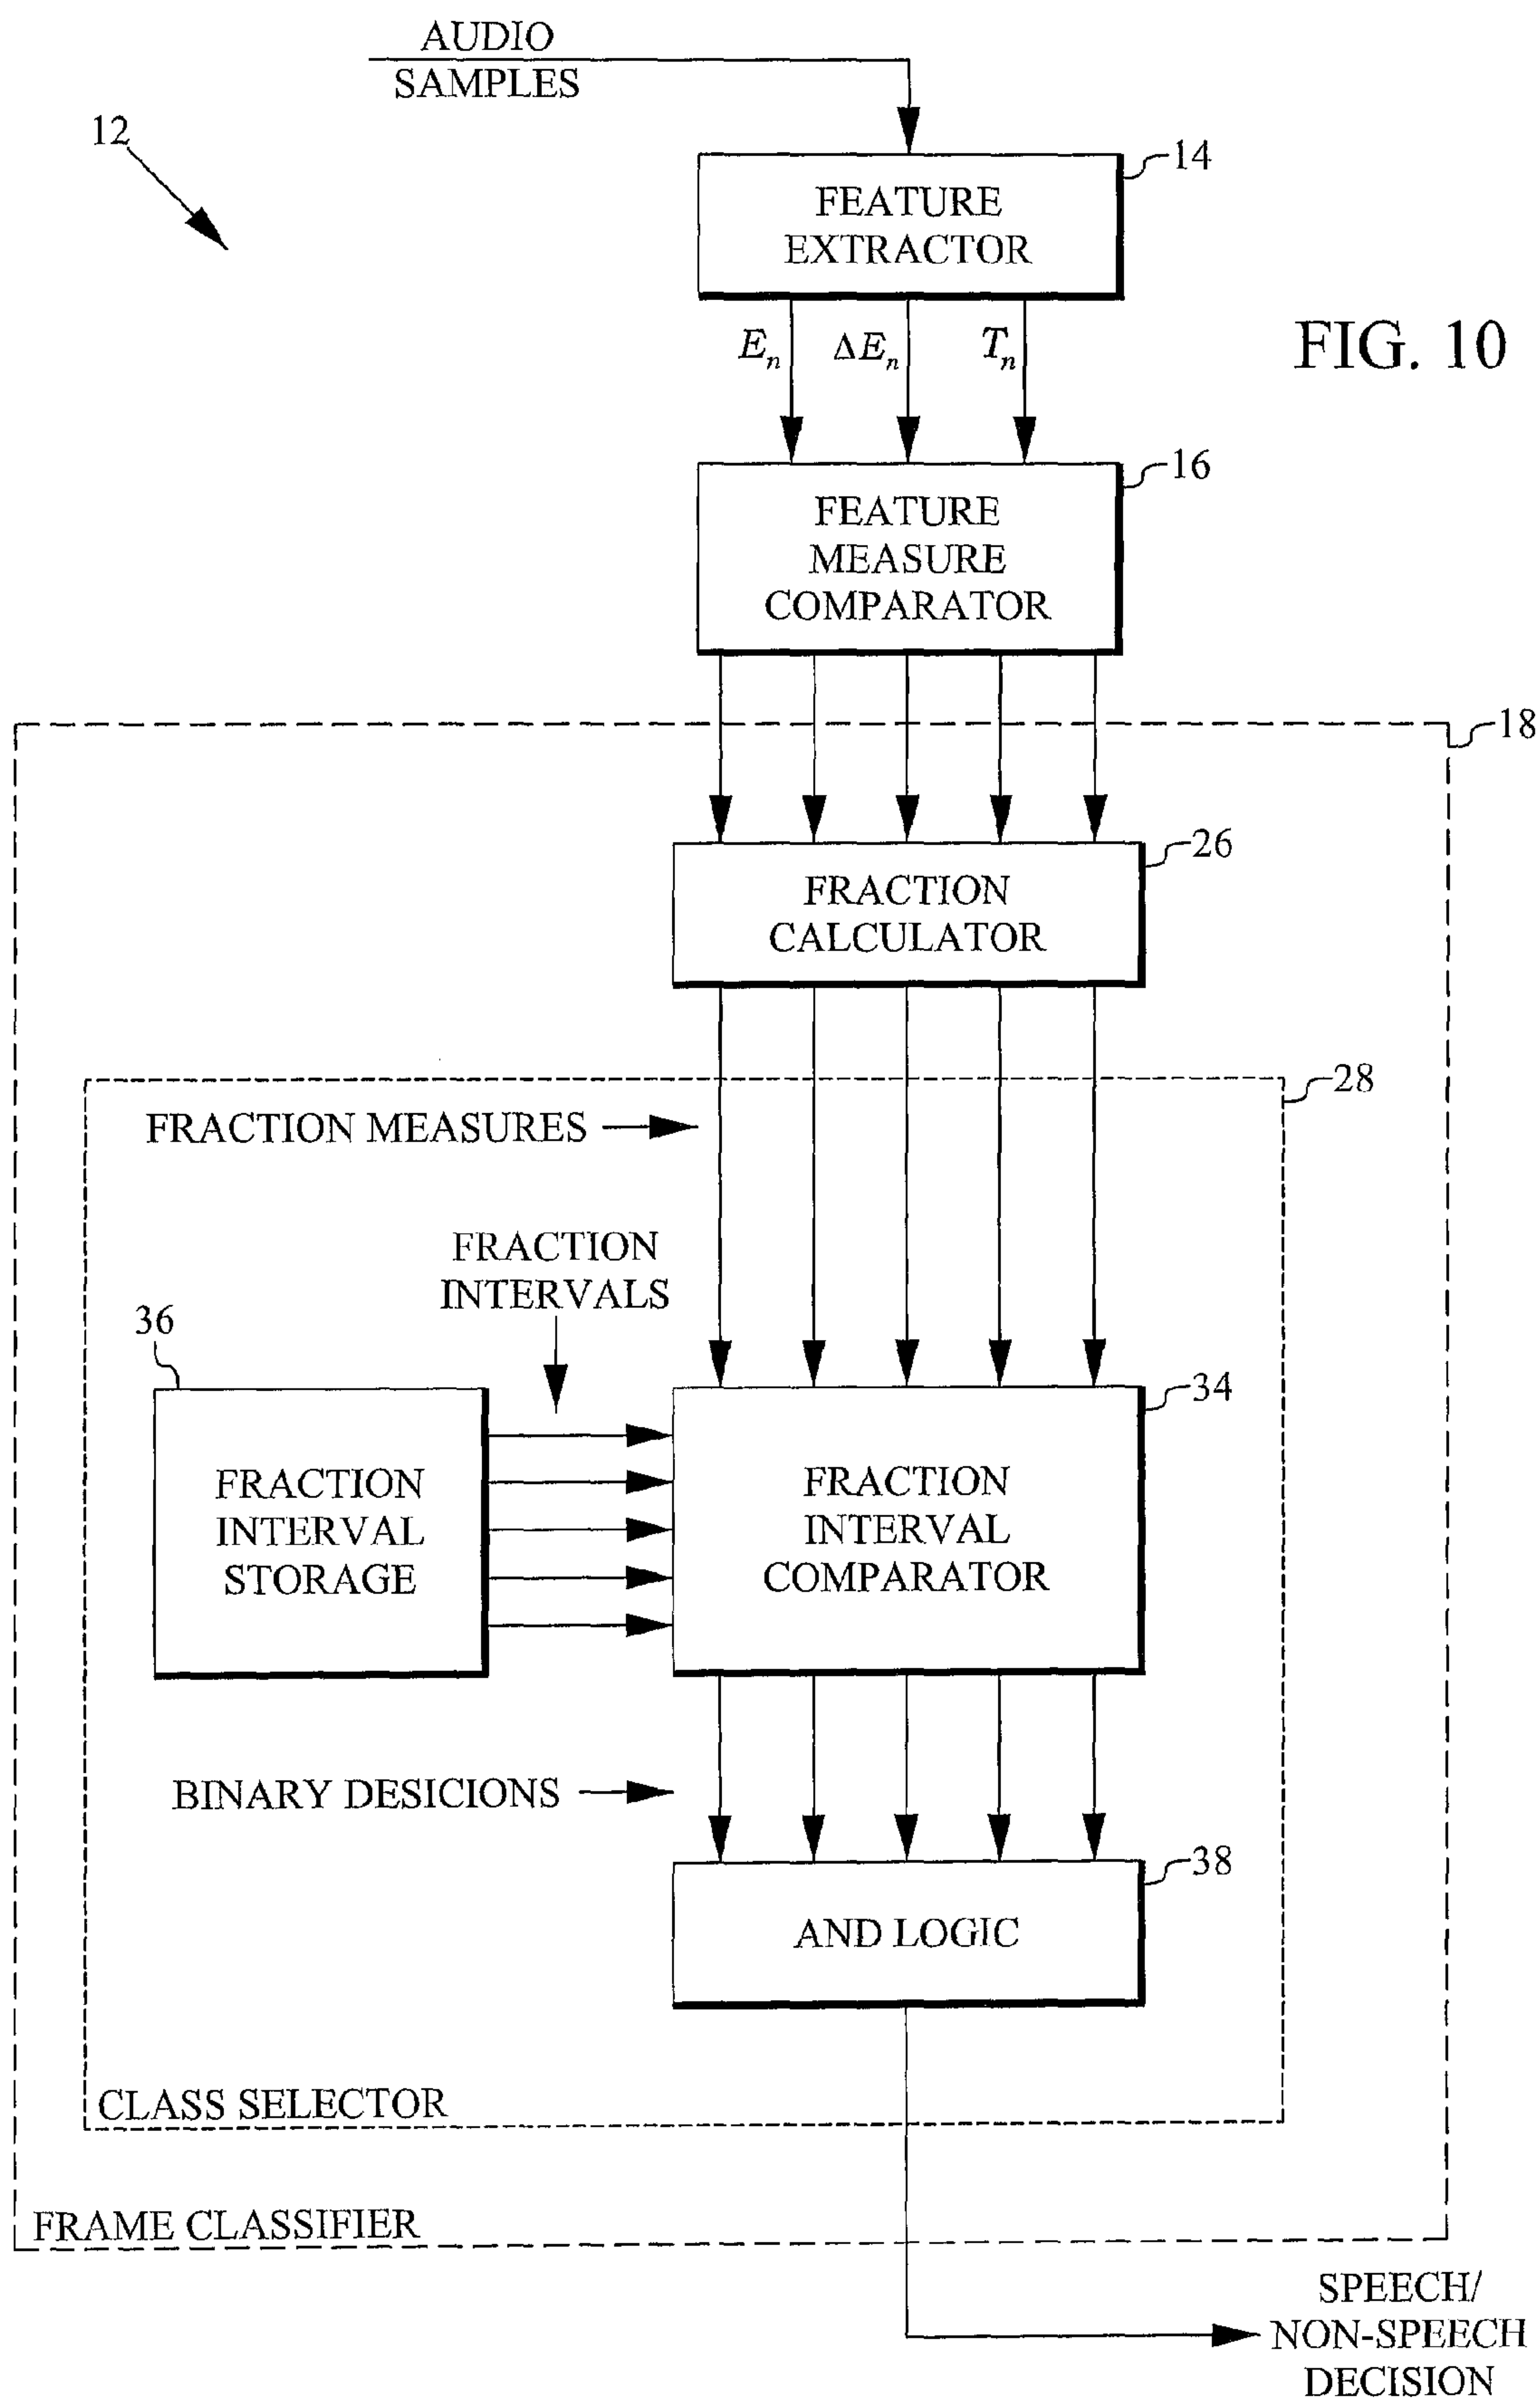 AUDIO
SAMPLES
12
14
FEATURE
EXTRACTOR
E_n
ΔE_n
T_n
FIG. 10
16
FEATURE
MEASURE
COMPARATOR
18
26
FRACTION
CALCULATOR
28
FRACTION MEASURES
FRACTION
INTERVALS
36
34
FRACTION
INTERVAL
STORAGE
FRACTION
INTERVAL
COMPARATOR
BINARY DESICIONS
38
AND LOGIC
CLASS SELECTOR
FRAME CLASSIFIER
SPEECH/
NON-SPEECH
DECISION